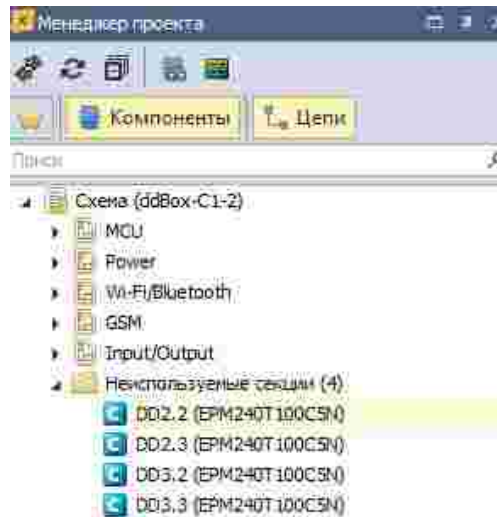 Менеджер проекта
Компоненты
Цепи
Поиск
Схема (ddBox-C1-2)
MCU
Power
Wi-Fi/Bluetooth
GSM
Input/Output
Неиспользуемые секции (4)
DD2.2 (EPM240T100C5N)
DD2.3 (EPM240T100C5N)
DD3.2 (EPM240T100C5N)
DD3.3 (EPM240T100C5N)